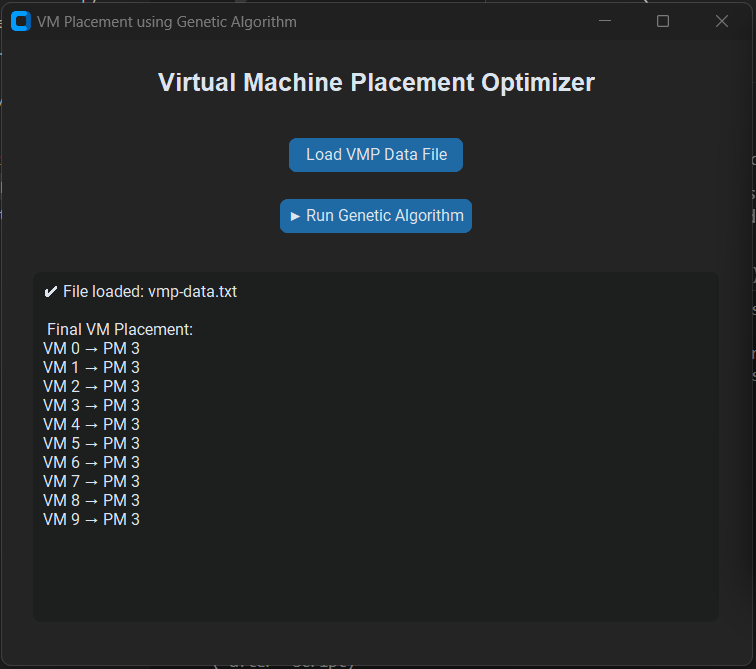 VM Placement using Genetic Algorithm
Virtual Machine Placement Optimizer
Load VMP Data File
► Run Genetic Algorithm
✔ File loaded: vmp-data.txt
Final VM Placement:
VM 0 → PM 3
VM 1 → PM 3
VM 2 → PM 3
VM 3 → PM 3
VM 4 → PM 3
VM 5 → PM 3
VM 6 → PM 3
VM 7 → PM 3
VM 8 → PM 3
VM 9 → PM 3